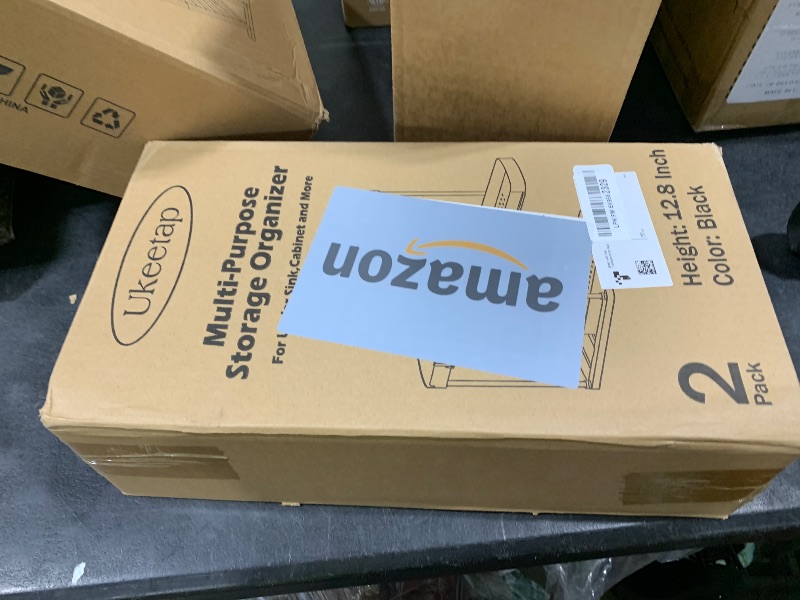 Ukeetap
Multi-Purpose
Storage Organizer
For Sink,Cabinet and More
amazon
Height: 12.8 Inch
Color: Black
2
Pack
CHINA